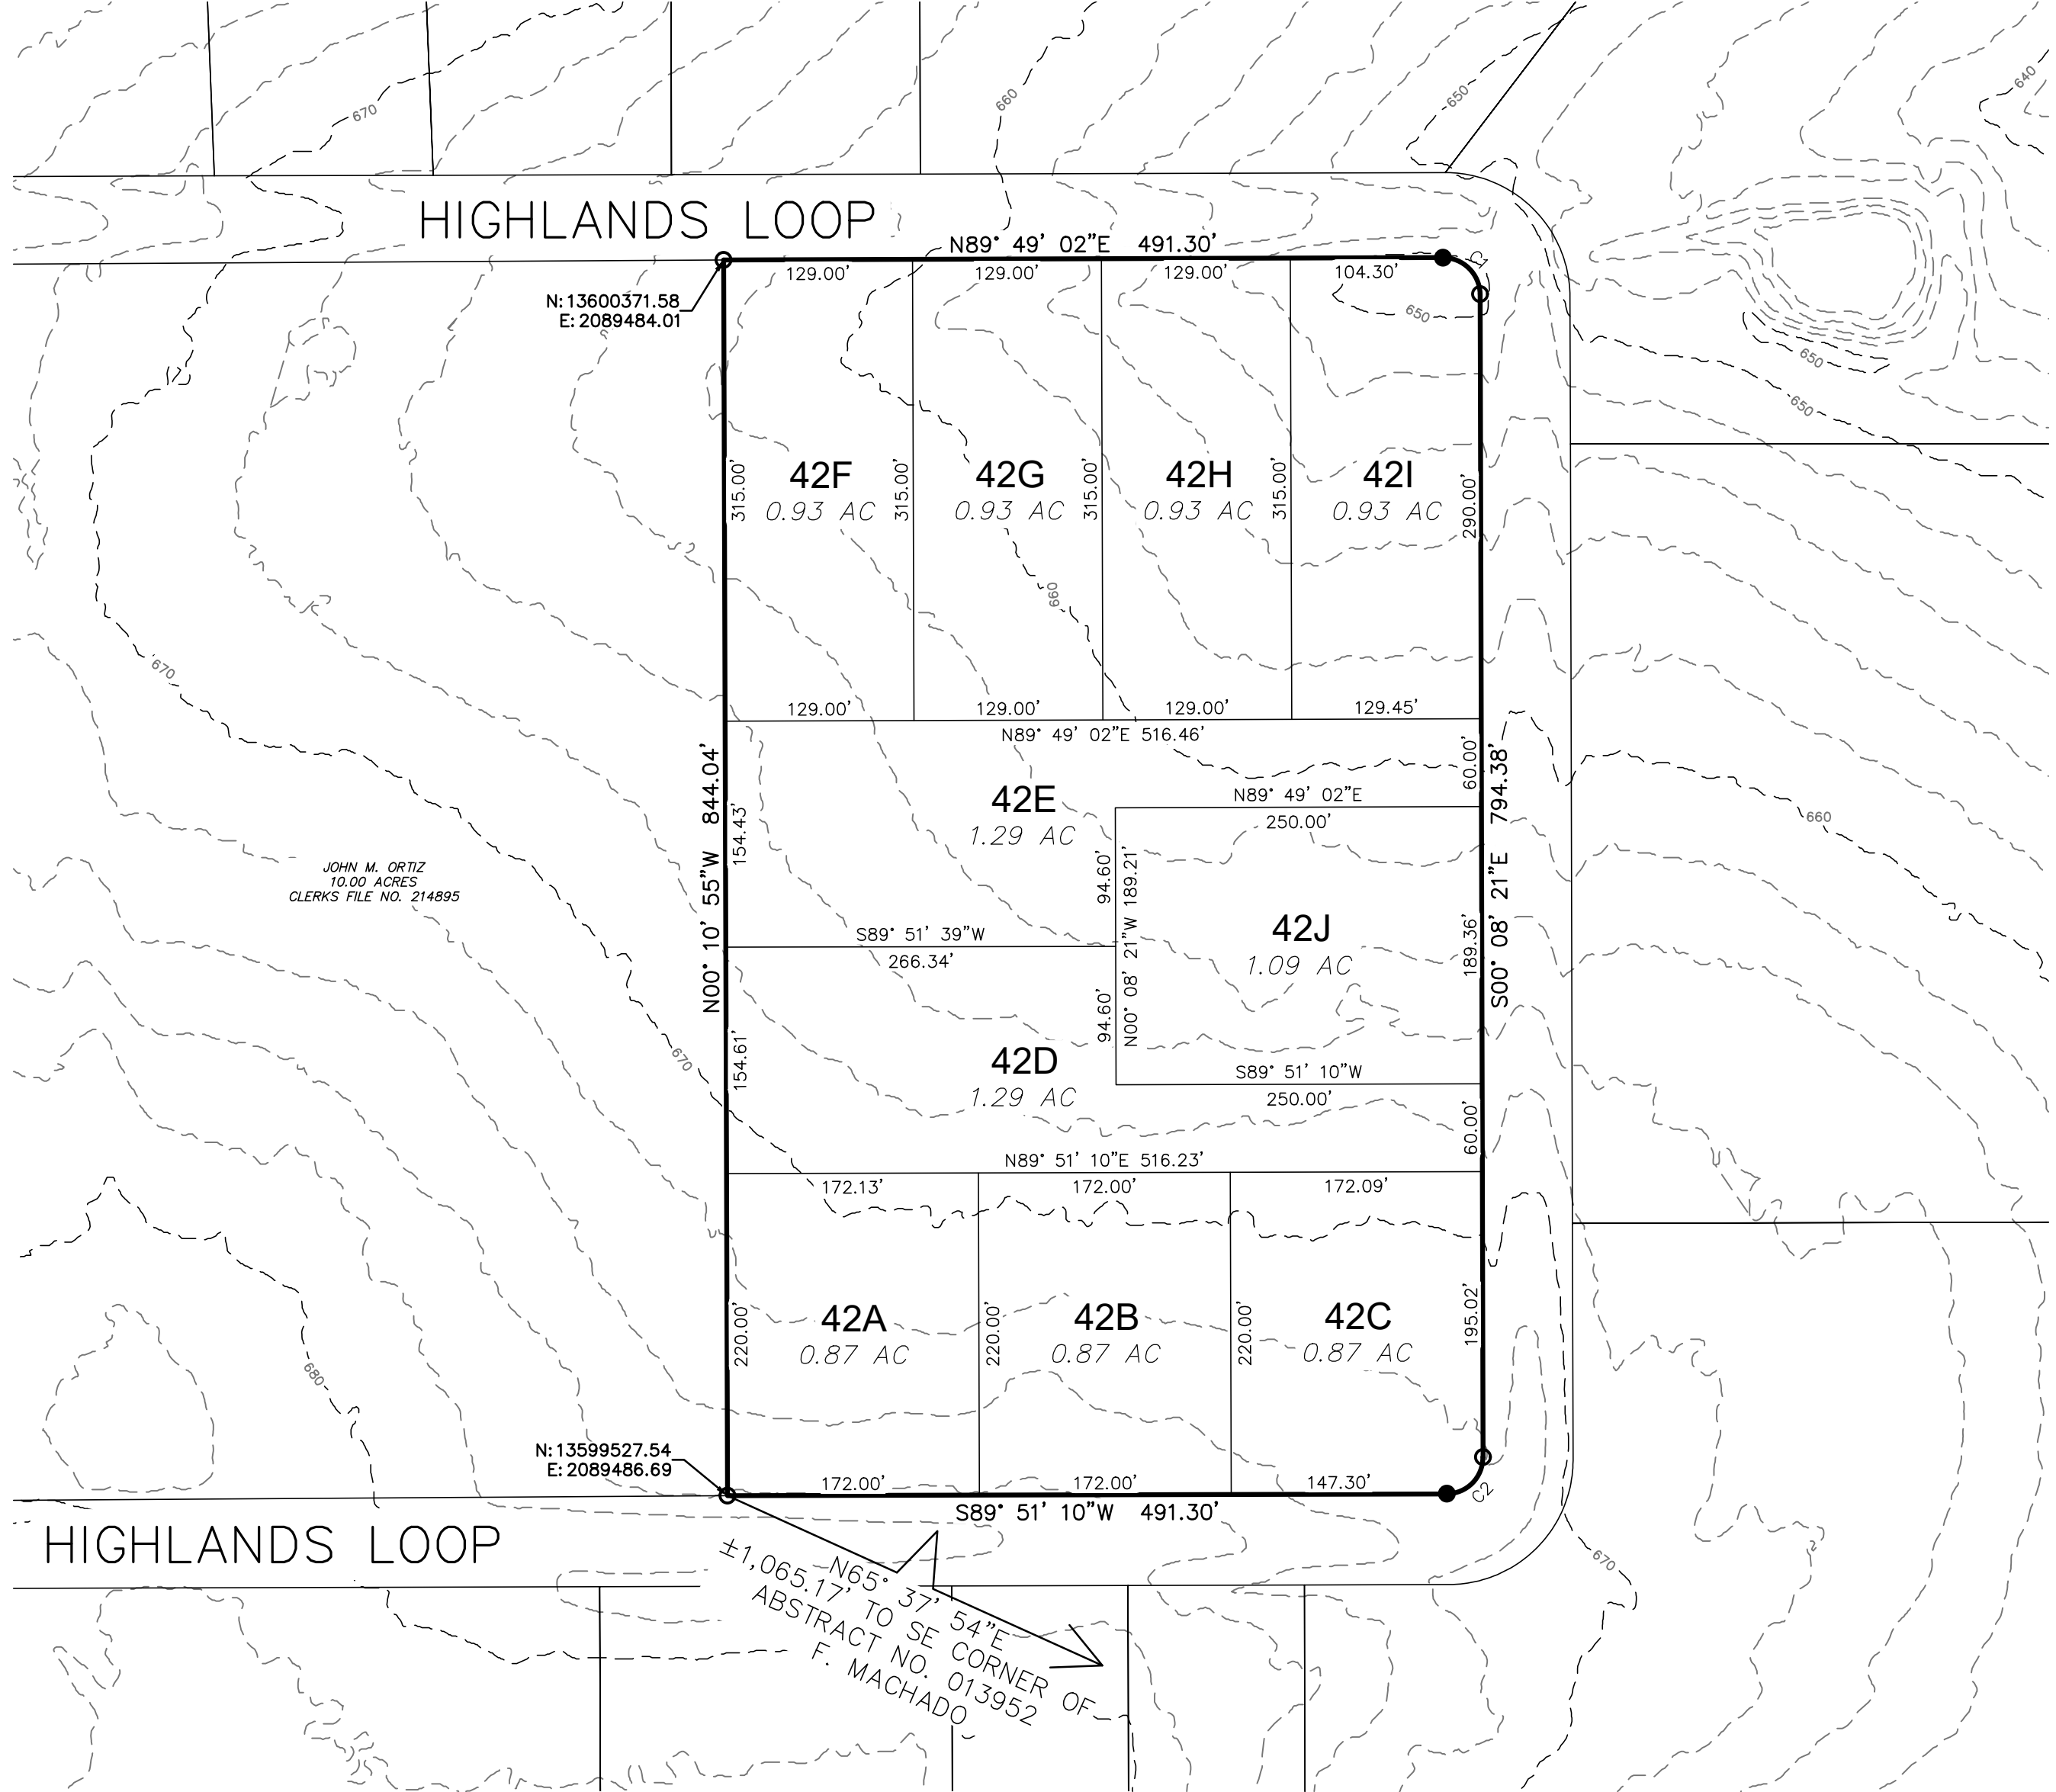 640
650
660
670
HIGHLANDS LOOP
N89° 49' 02"E 491.30'
C1
129.00'
129.00'
129.00'
104.30'
N: 13600371.58
E: 2089484.01
650
650
650
42F
0.93 AC
42G
0.93 AC
42H
0.93 AC
42I
0.93 AC
315.00'
315.00'
315.00'
315.00'
290.00'
660
670
129.00'
129.00'
129.00'
129.45'
N89° 49' 02"E 516.46'
60.00'
N00° 10' 55"W 844.04'
S00° 08' 21"E 794.38'
154.43'
42E
1.29 AC
N89° 49' 02"E
250.00'
660
94.60'
N00° 08' 21"W 189.21'
94.60'
JOHN M. ORTIZ
10.00 ACRES
CLERKS FILE NO. 214895
S89° 51' 39"W
266.34'
42J
1.09 AC
189.36'
670
154.61'
42D
1.29 AC
S89° 51' 10"W
250.00'
60.00'
N89° 51' 10"E 516.23'
172.13'
172.00'
172.09'
220.00'
220.00'
220.00'
195.02'
42A
0.87 AC
42B
0.87 AC
42C
0.87 AC
680
N: 13599527.54
E: 2089486.69
172.00'
172.00'
147.30'
C2
S89° 51' 10"W 491.30'
HIGHLANDS LOOP
670
N65° 37' 54"E
±1,065.17' TO SE CORNER OF
ABSTRACT NO. 013952
F. MACHADO